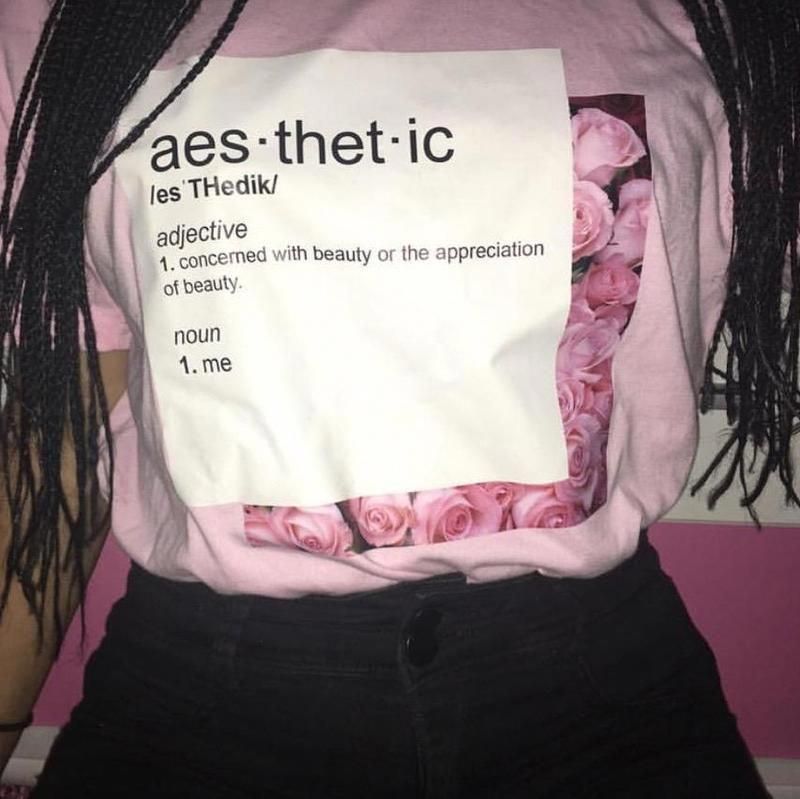 aes·thet·ic
/es'THedik/
adjective
1. concerned with beauty or the appreciation
of beauty.
noun
1. me